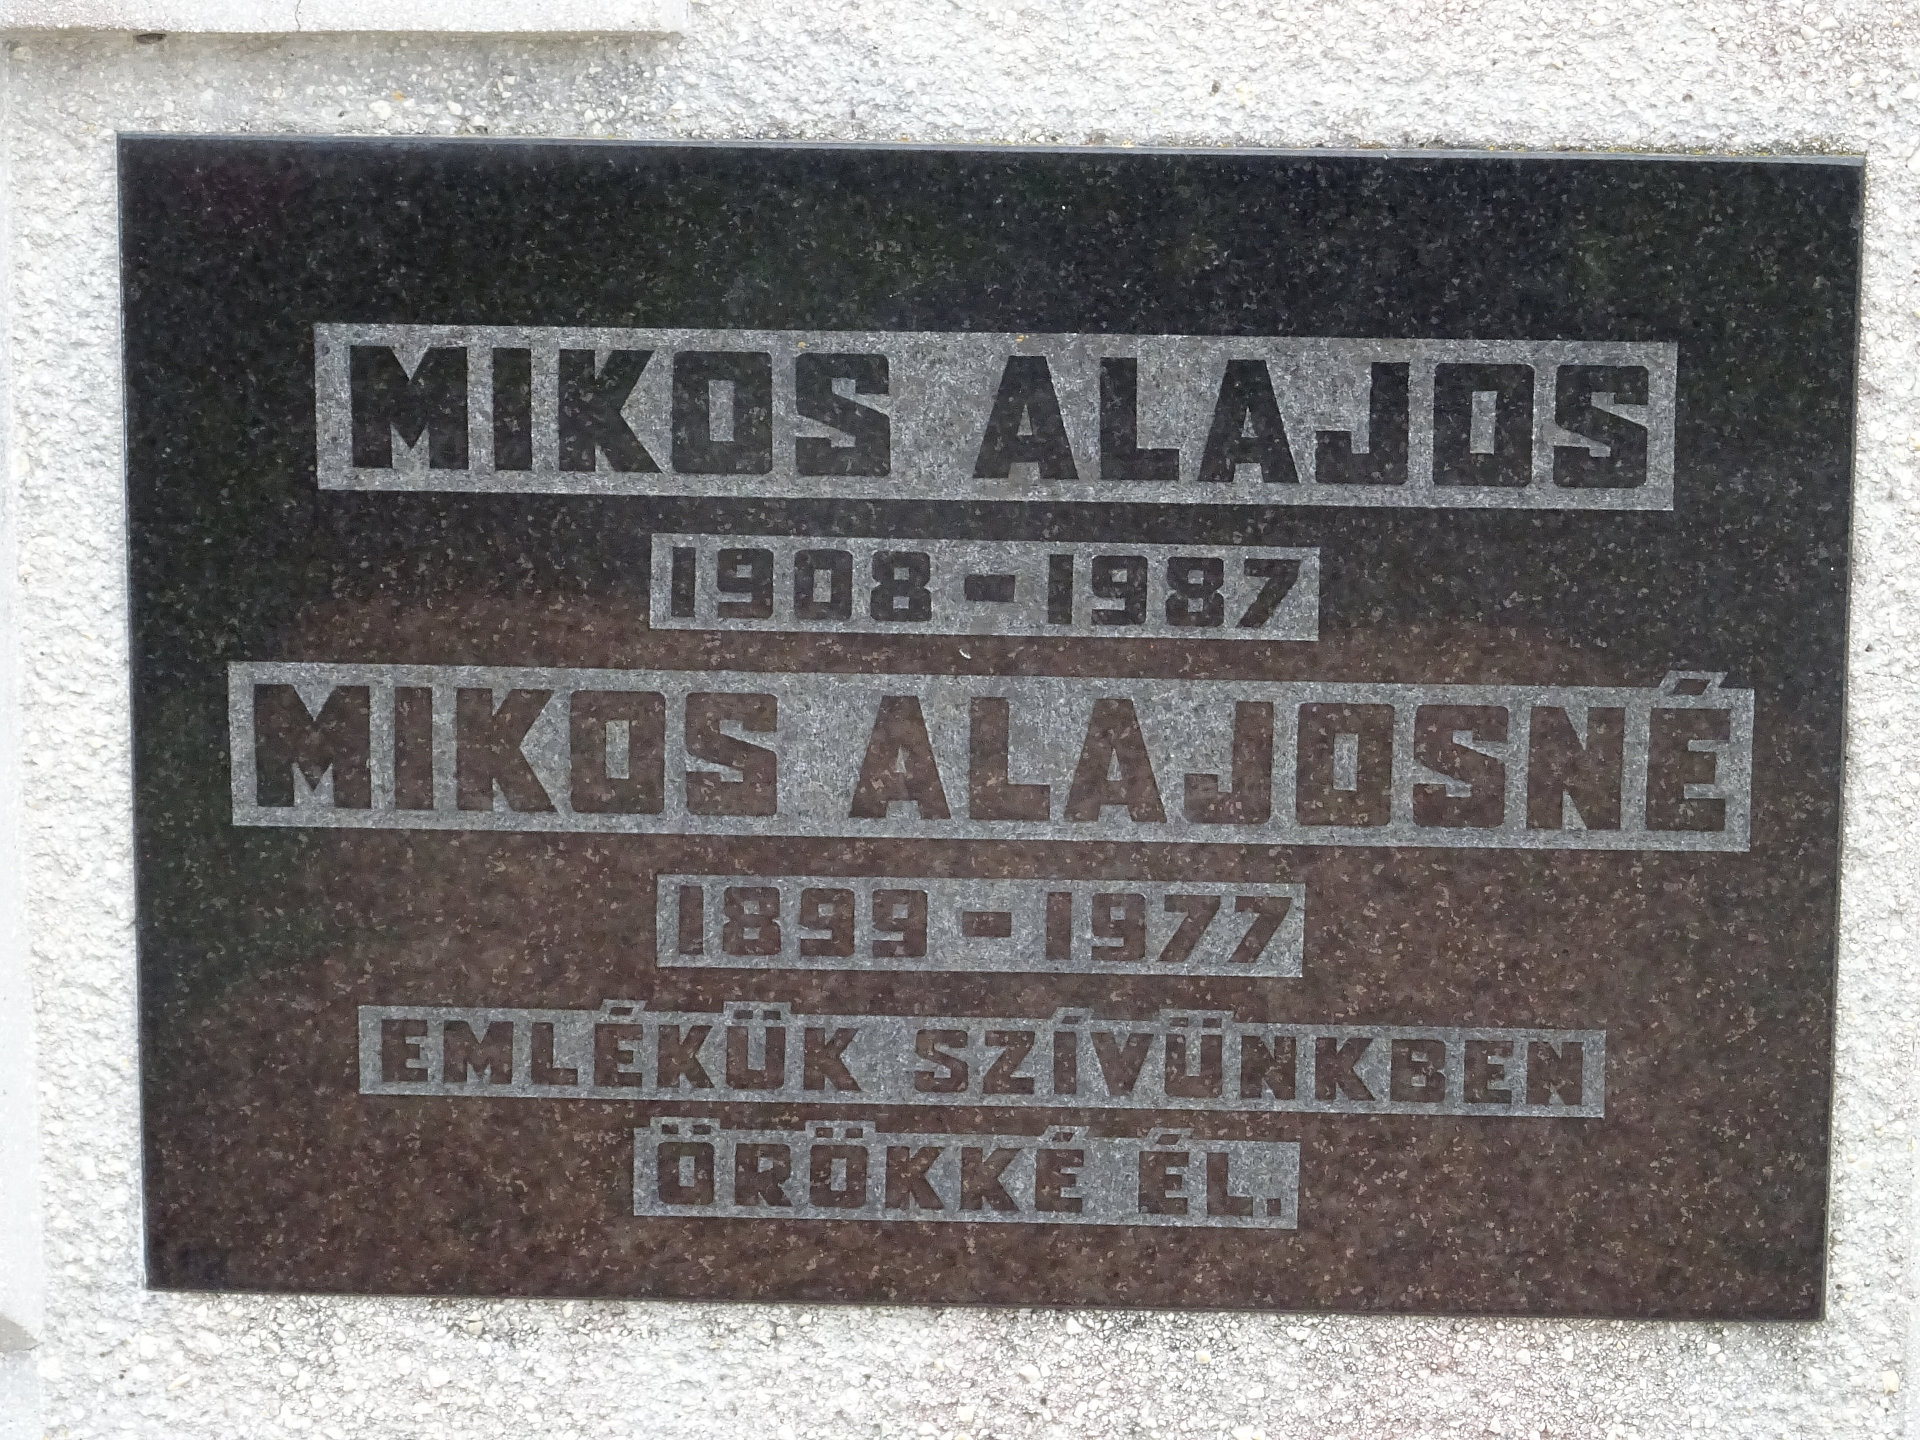 MIKOS ALAJOS
1908-1987
MIKOS ALAJOSNÉ
1899-1977
EMLÉKÜK SZÍVÜNKBEN
ÖRÖKKÉ ÉL.